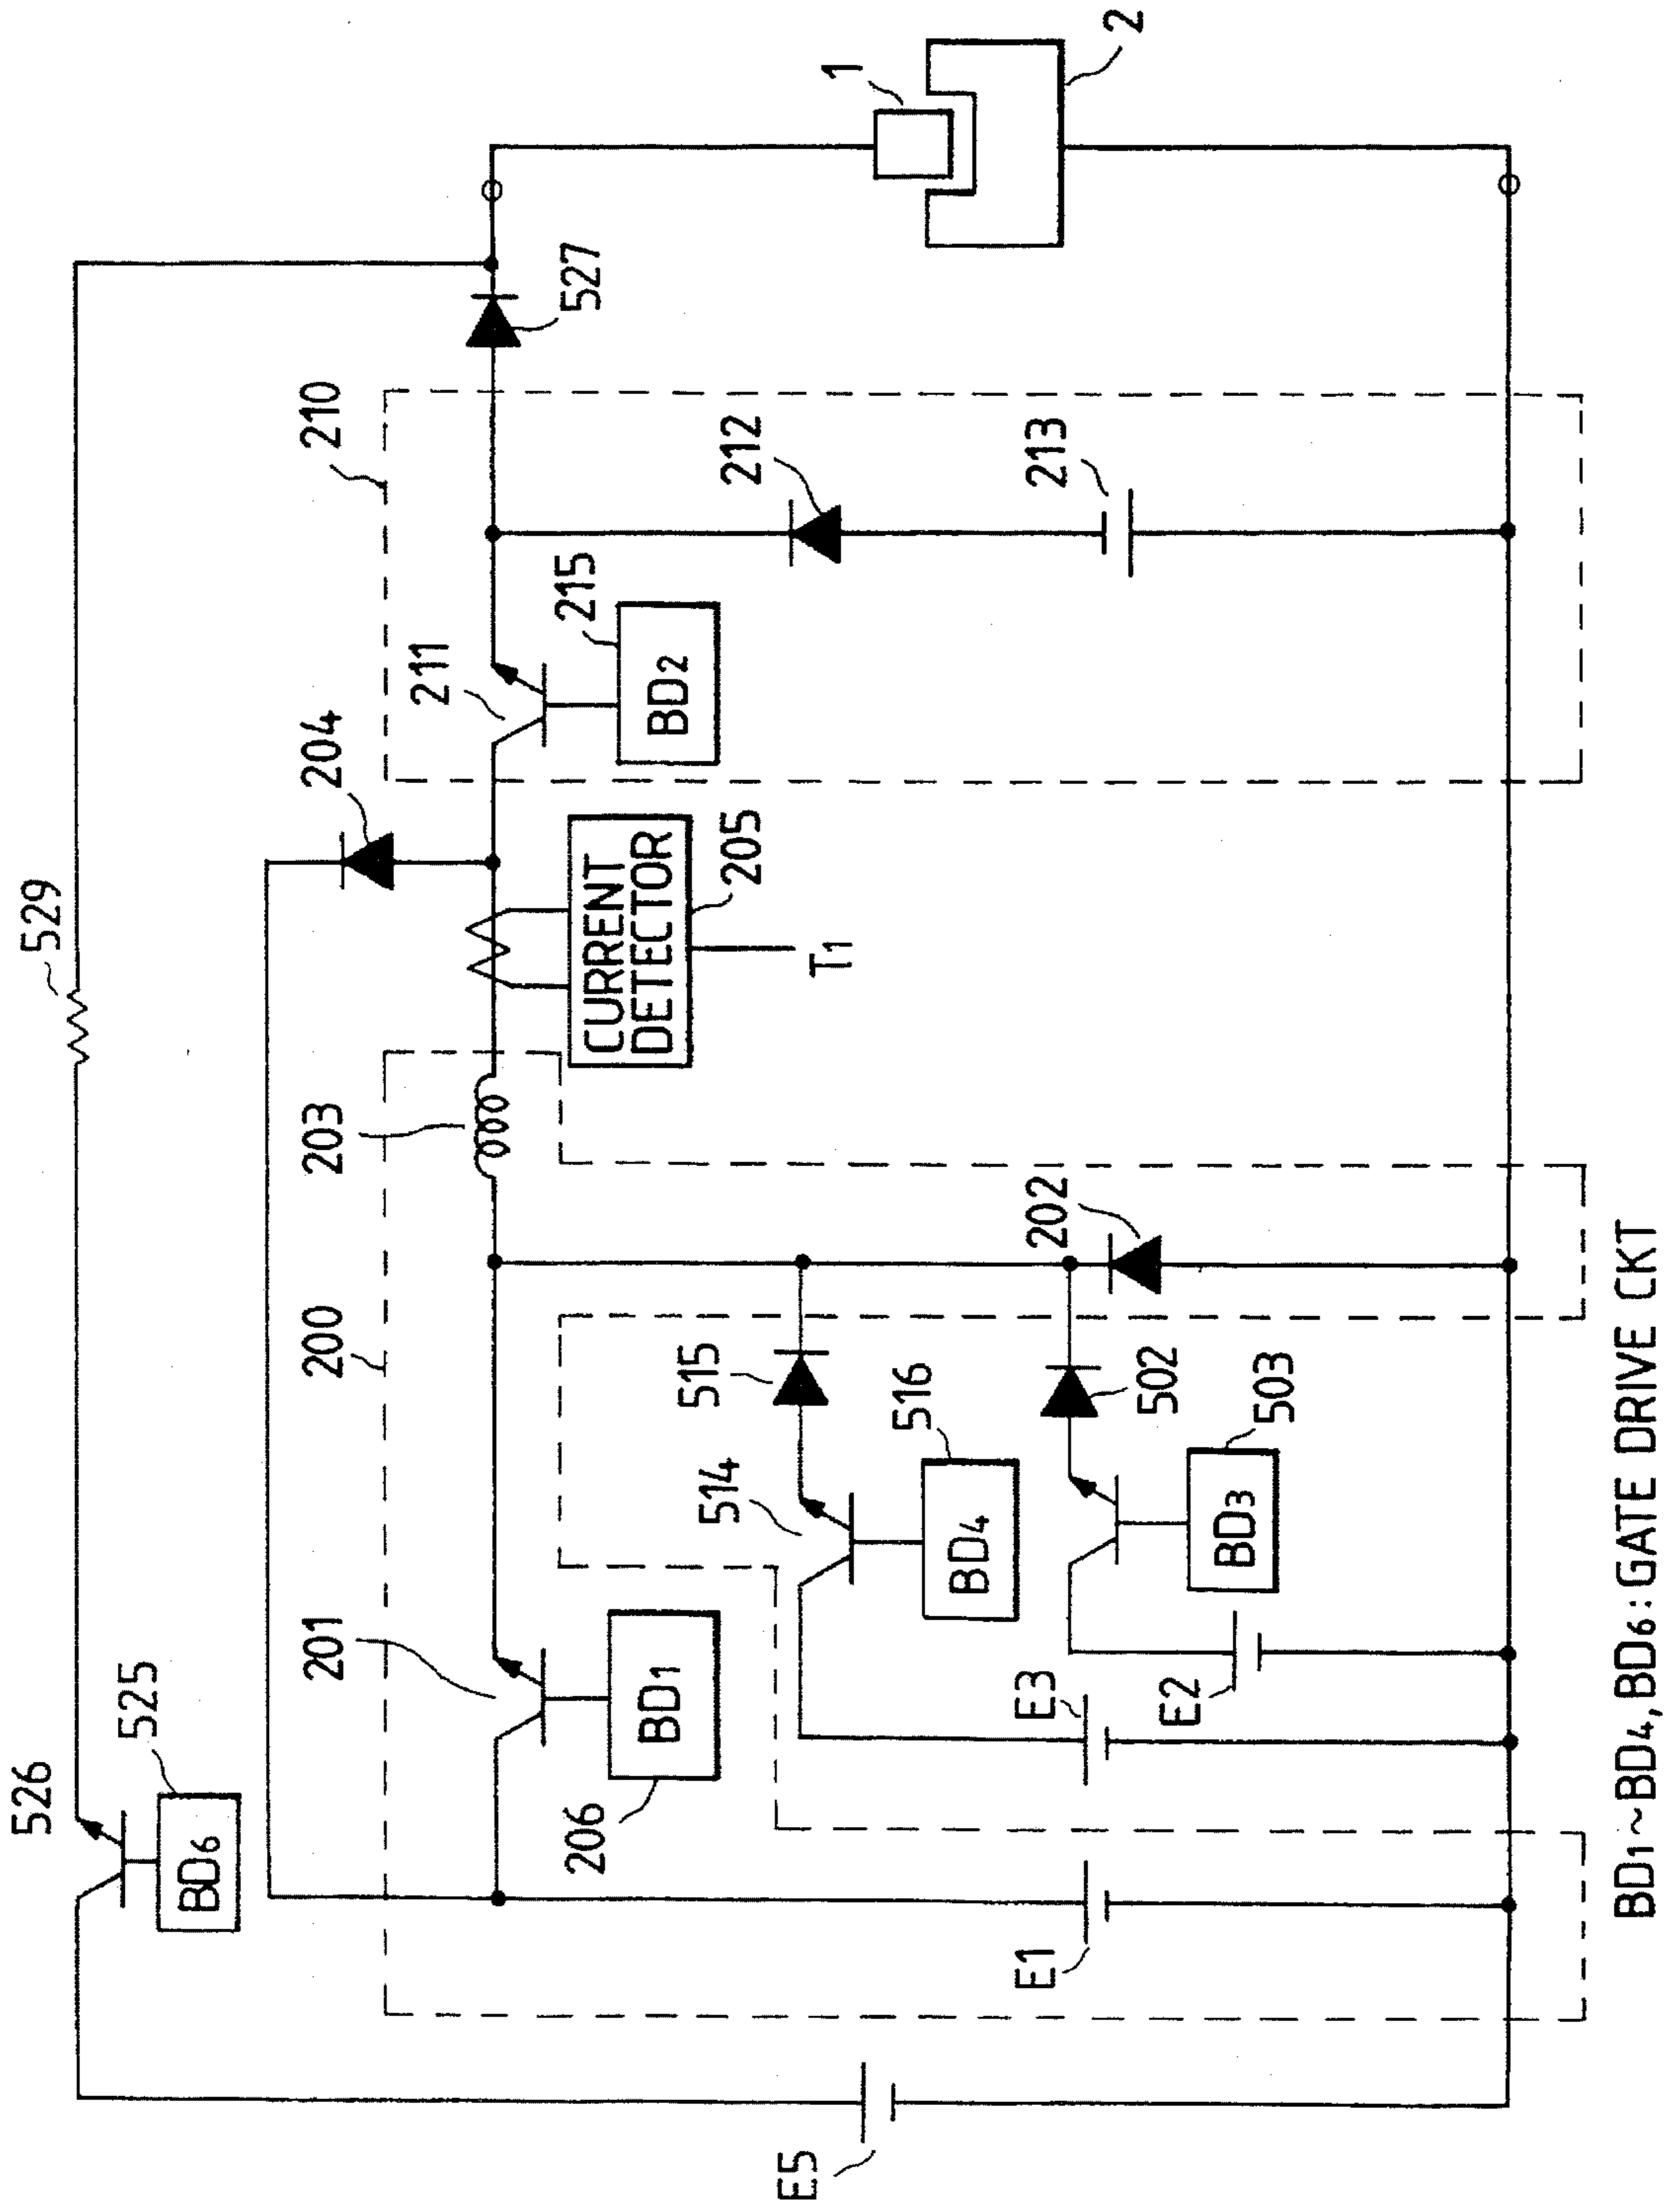 526
525
BD6
529
E5
200
201
206
BD1
203
204
CURRENT
DETECTOR
205
T1
210
211
215
BD2
212
213
527
1
2
514
515
516
BD4
502
503
BD3
202
E1
E3
E2
BD1~BD4, BD6: GATE DRIVE CKT